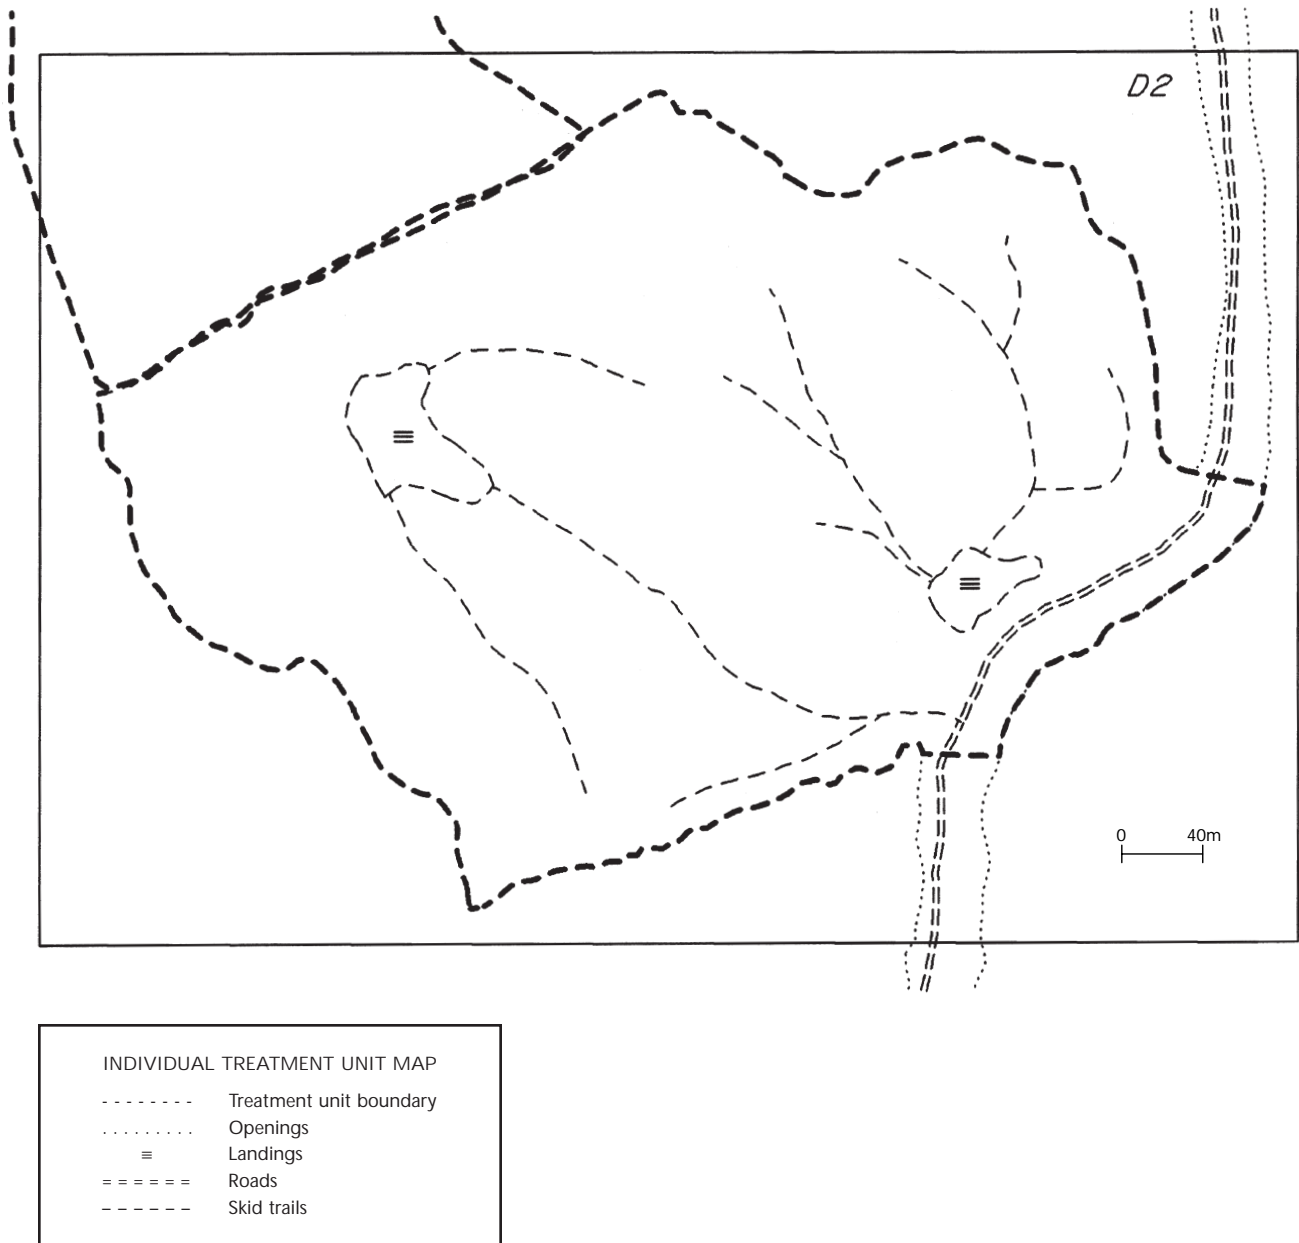 D2
0 40m
INDIVIDUAL TREATMENT UNIT MAP
Treatment unit boundary
Openings
Landings
Roads
Skid trails